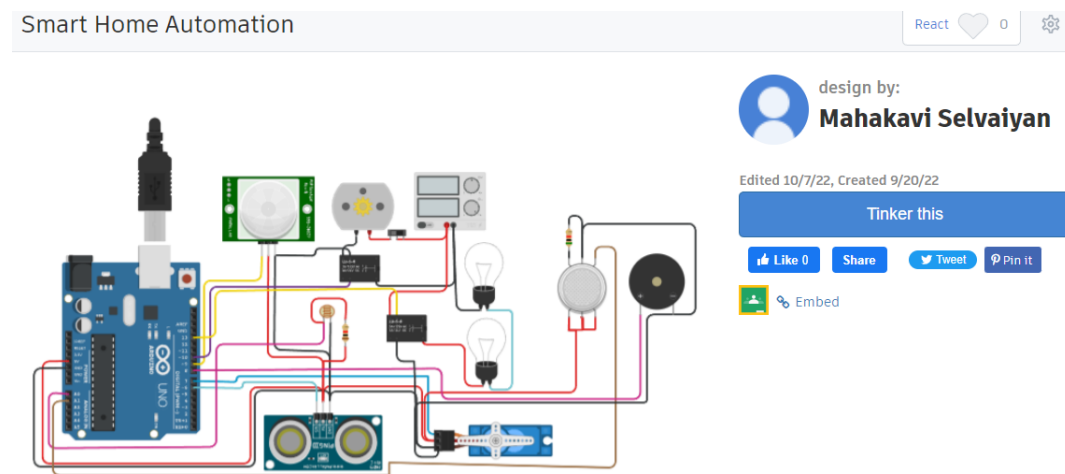 Smart Home Automation
React 0
design by:
Mahakavi Selvaiyan
Edited 10/7/22, Created 9/20/22
Tinker this
Like 0 Share Tweet Pin it
Embed
ARDUINO
UNO